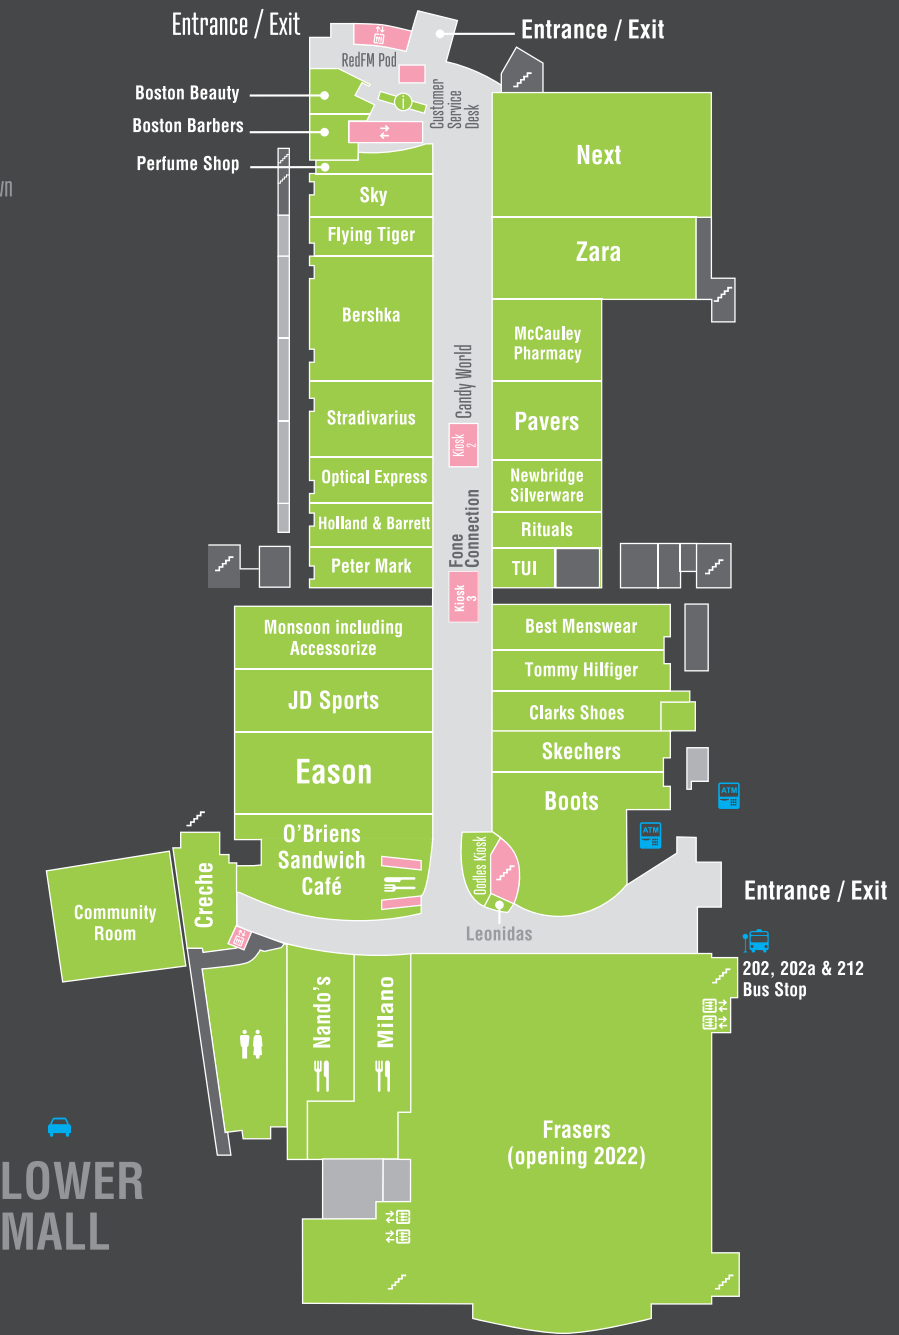 Entrance / Exit
Entrance / Exit
RedFM Pod
Customer
Service
Desk
i
Boston Beauty
Boston Barbers
Perfume Shop
Next
Sky
Flying Tiger
Zara
Bershka
McCauley
Pharmacy
Candy World
Stradivarius
Pavers
Kiosk
2
Optical Express
Newbridge
Silverware
Holland & Barrett
Fone
Connection
Rituals
Peter Mark
TUI
Kiosk
3
Monsoon including
Accessorize
Best Menswear
Tommy Hilfiger
JD Sports
Clarks Shoes
Skechers
Eason
Boots
ATM
ATM
O'Briens
Sandwich
Café
Oodles Kiosk
Creche
Community
Room
Entrance / Exit
Leonidas
202, 202a & 212
Bus Stop
Nando's
Milano
Frasers
(opening 2022)
LOWER
MALL